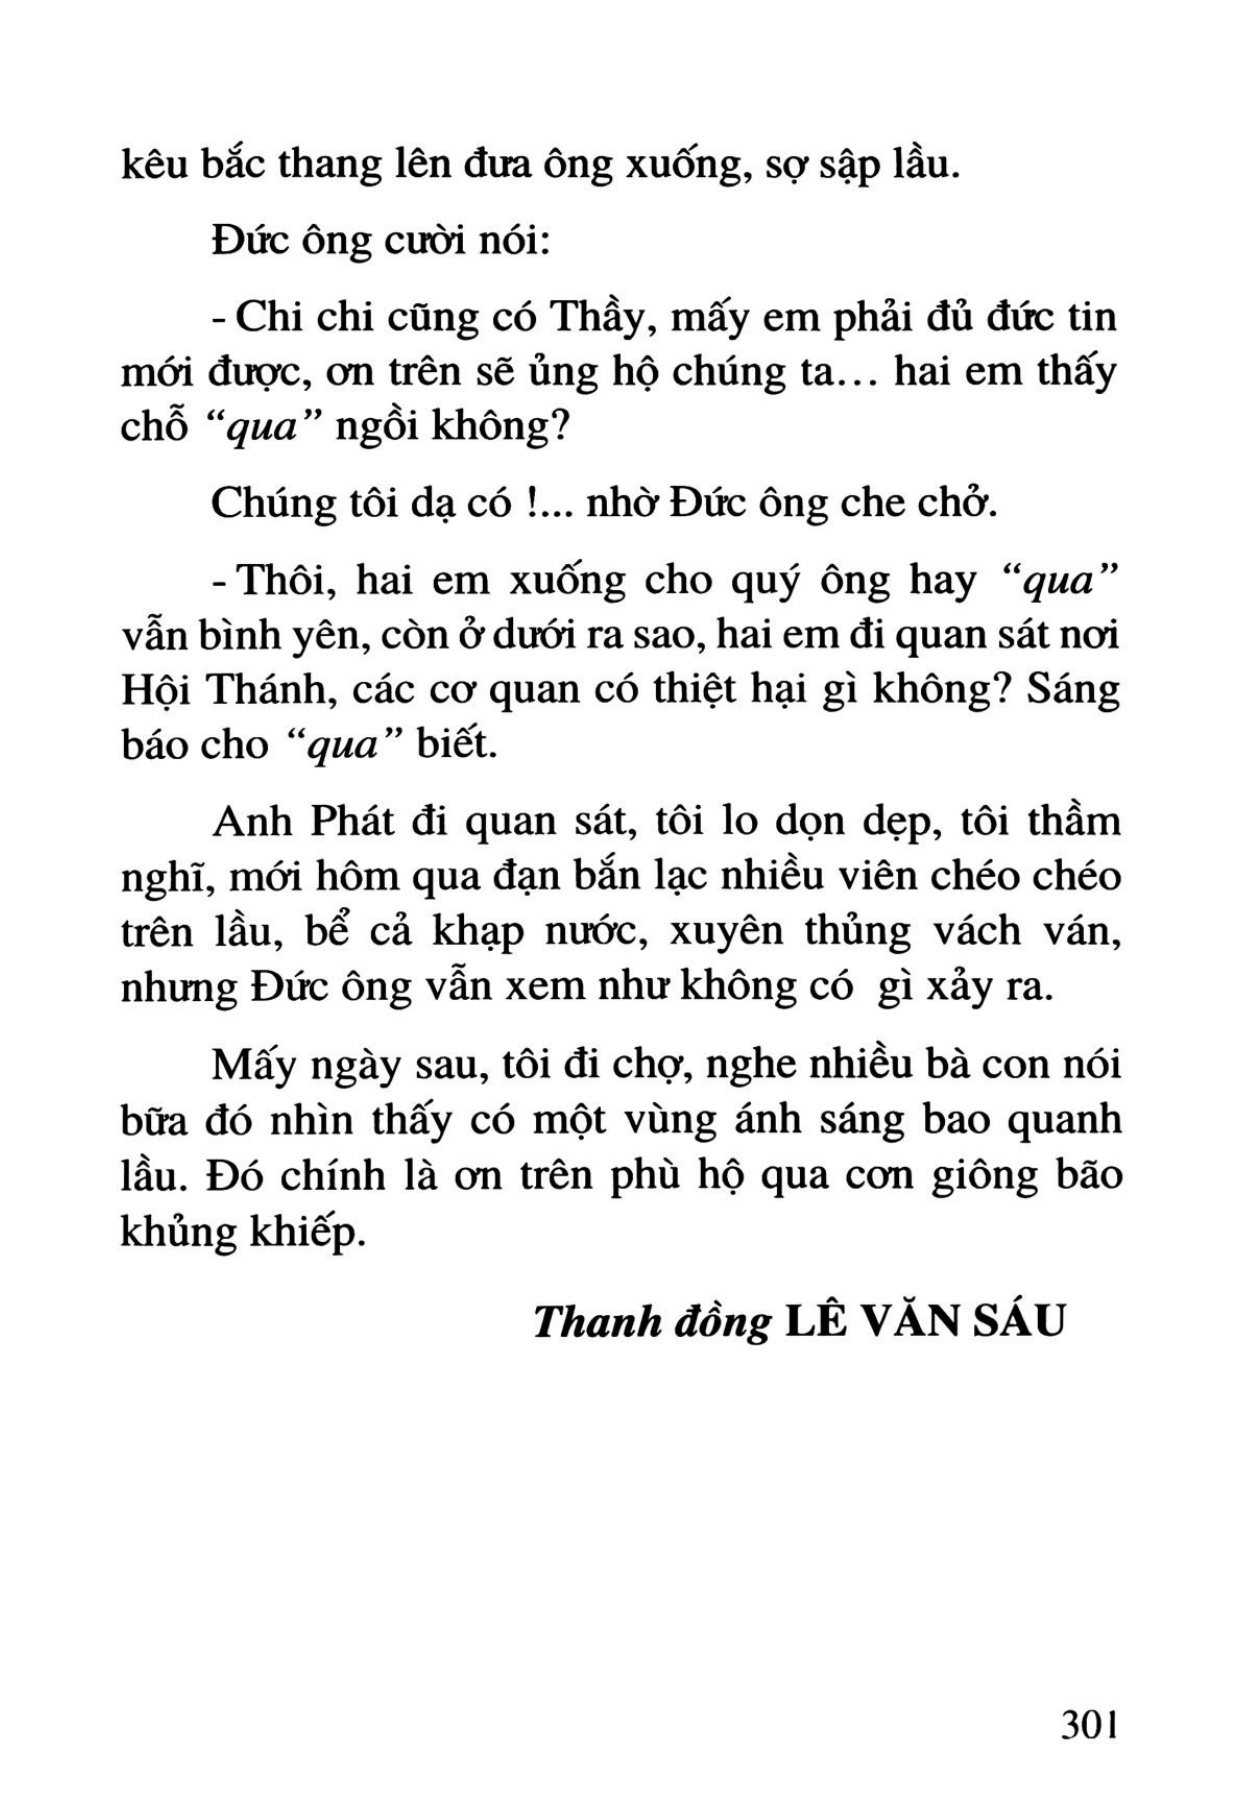 kêu bắc thang lên đưa ông xuống, sợ sập lầu.
Đức ông cười nói:
- Chi chi cũng có Thầy, mấy em phải đủ đức tin
mới được, ơn trên sẽ ủng hộ chúng ta... hai em thấy
chỗ “qua” ngồi không?
Chúng tôi dạ có !... nhờ Đức ông che chở.
- Thôi, hai em xuống cho quý ông hay “qua”
vẫn bình yên, còn ở dưới ra sao, hai em đi quan sát nơi
Hội Thánh, các cơ quan có thiệt hại gì không? Sáng
báo cho “qua” biết.
Anh Phát đi quan sát, tôi lo dọn dẹp, tôi thầm
nghĩ, mới hôm qua đạn bắn lạc nhiều viên chéo chéo
trên lầu, bể cả khạp nước, xuyên thủng vách ván,
nhưng Đức ông vẫn xem như không có gì xảy ra.
Mấy ngày sau, tôi đi chợ, nghe nhiều bà con nói
bữa đó nhìn thấy có một vùng ánh sáng bao quanh
lầu. Đó chính là ơn trên phù hộ qua cơn giông bão
khủng khiếp.
Thanh đồng LÊ VĂN SÁU
301